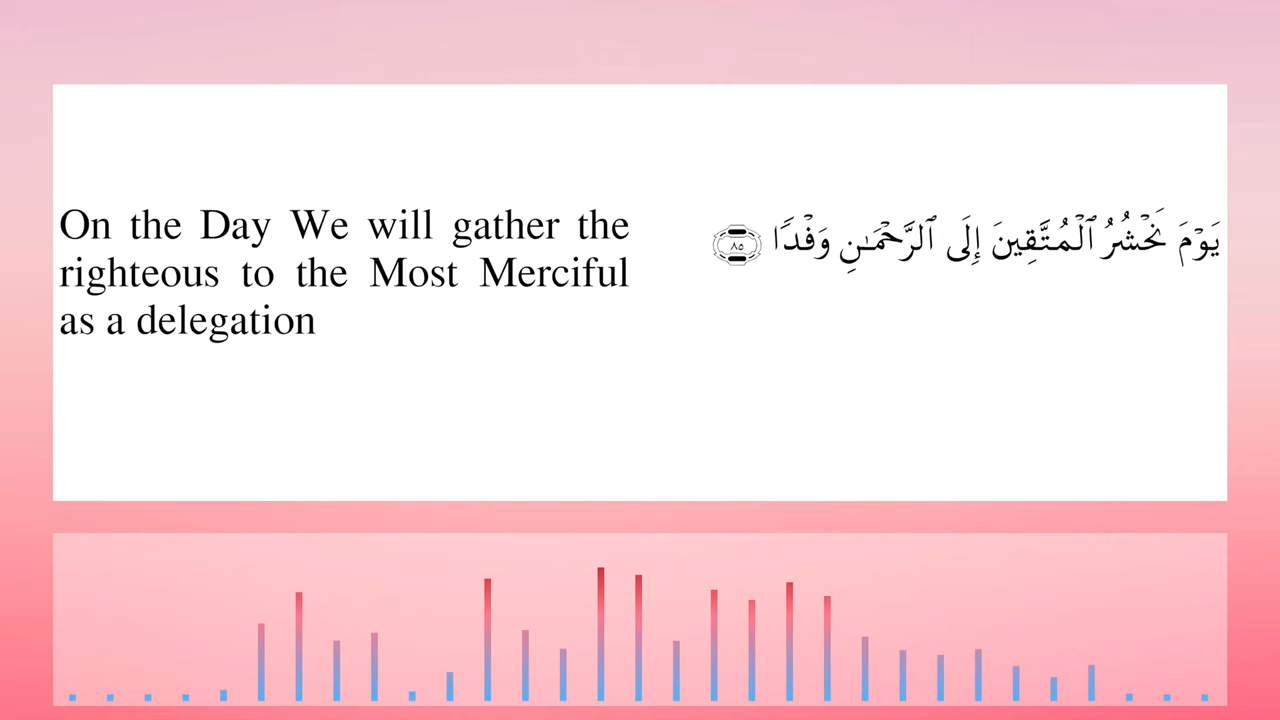 On the Day We will gather the
righteous to the Most Merciful
as a delegation
يَوْمَ نَحْشُرُ ٱلْمُتَّقِينَ إِلَى ٱلرَّحْمَـٰنِ وَفْدًا ٨٥